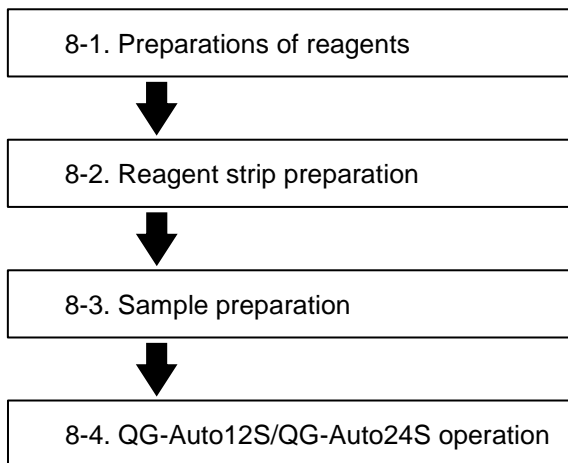 8-1. Preparations of reagents
8-2. Reagent strip preparation
8-3. Sample preparation
8-4. QG-Auto12S/QG-Auto24S operation